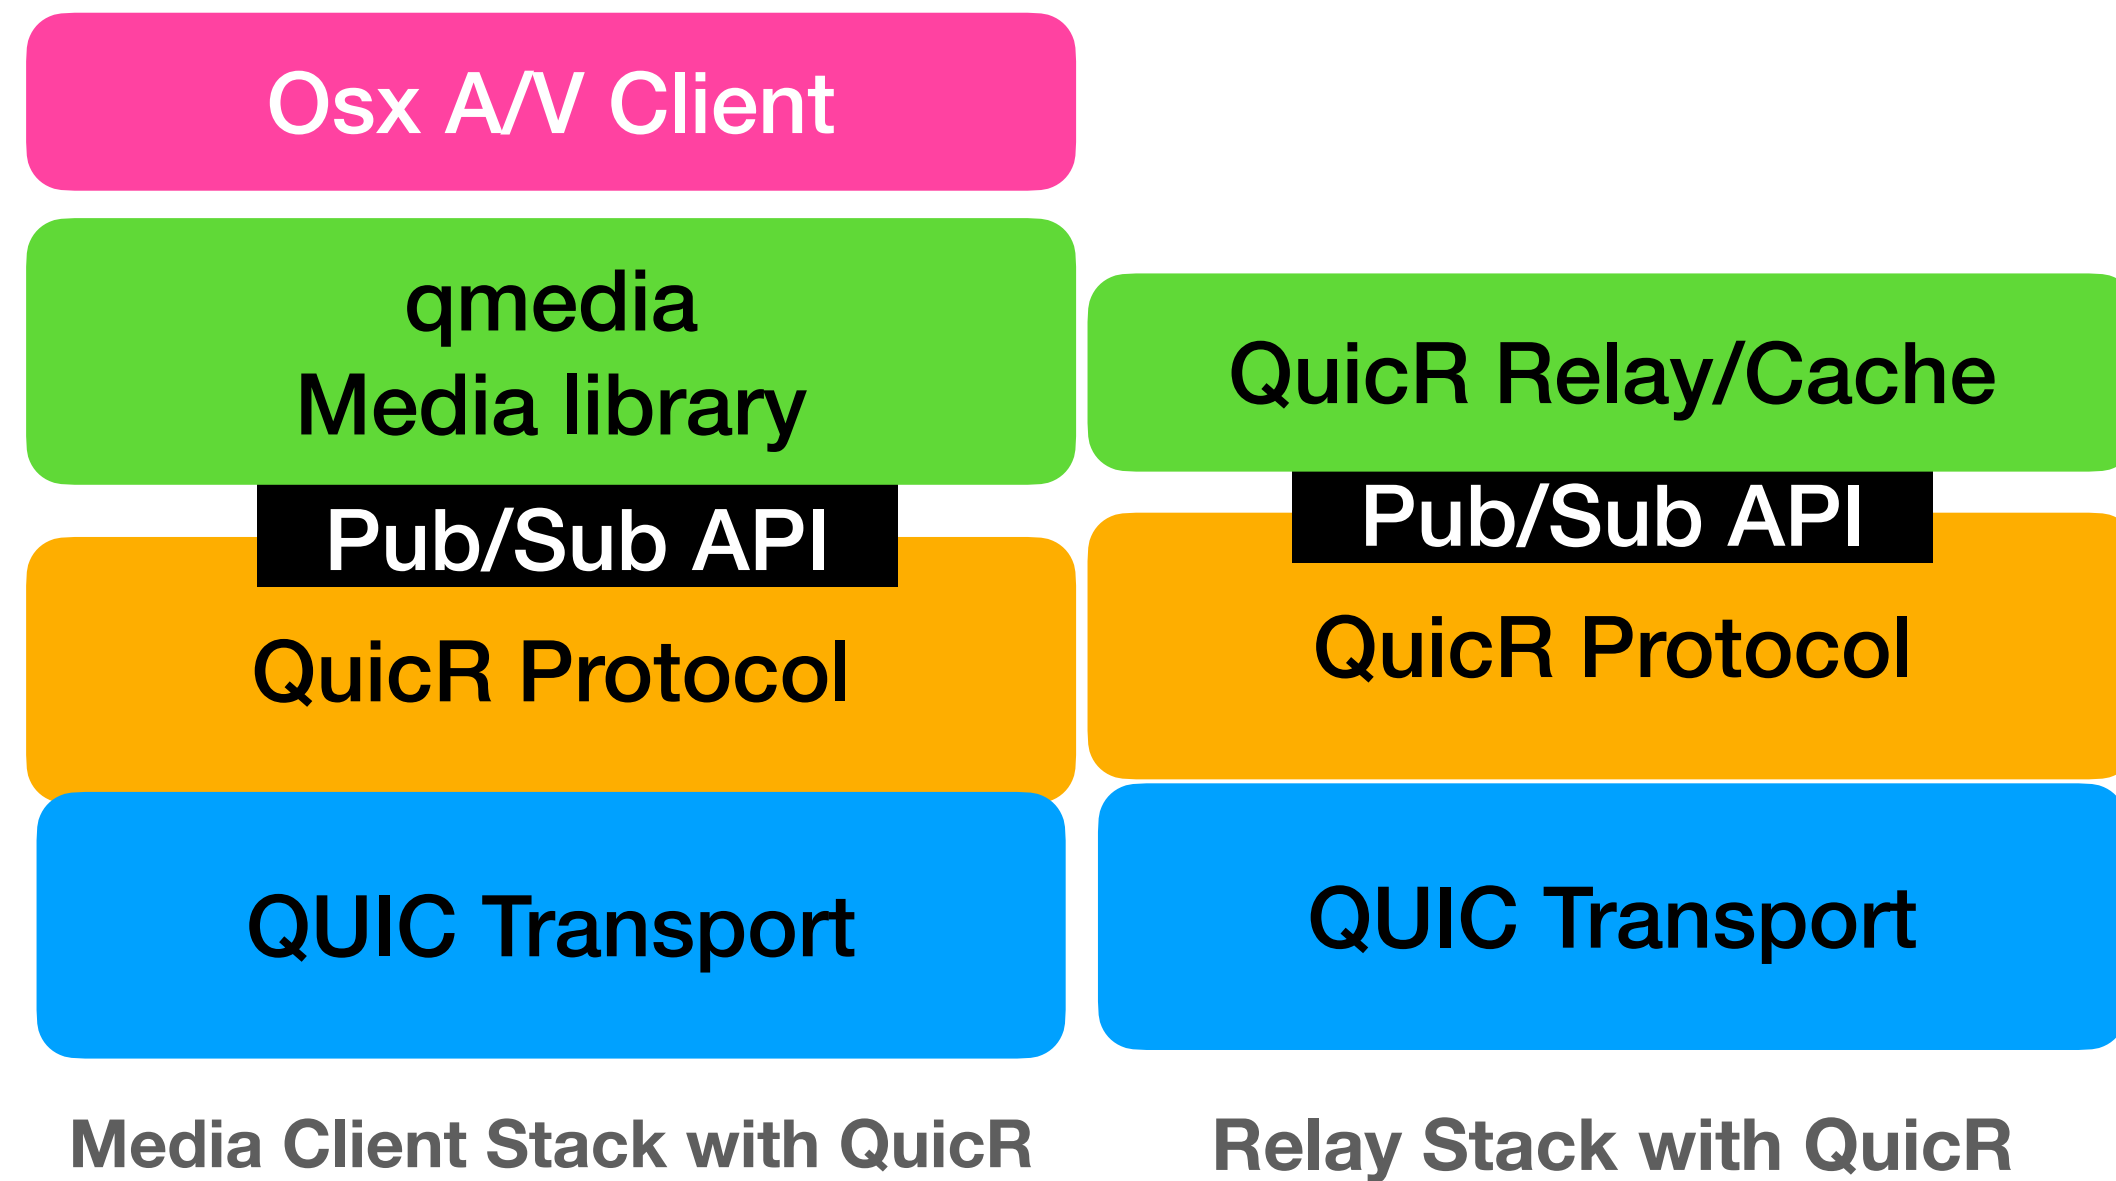 Osx A/V Client
qmedia
Media library
Pub/Sub API
QuicR Protocol
QUIC Transport
Media Client Stack with QuicR
QuicR Relay/Cache
Pub/Sub API
QuicR Protocol
QUIC Transport
Relay Stack with QuicR